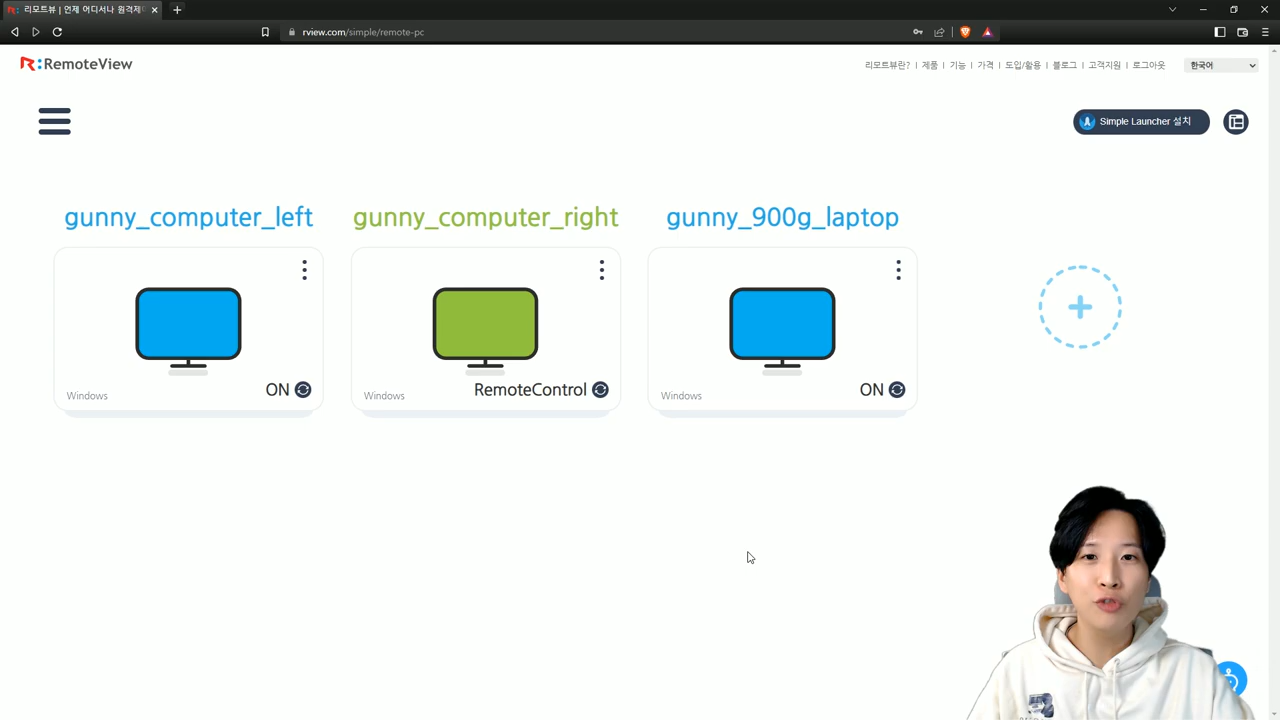 리모트뷰 | 언제 어디서나 원격제
rview.com/simple/remote-pc
RemoteView
리모트뷰란? | 제품 | 기능 | 가격 | 도입/활용 | 블로그 | 고객지원 | 로그아웃
한국어
Simple Launcher 설치
gunny_computer_left
gunny_computer_right
gunny_900g_laptop
Windows
ON
Windows
RemoteControl
Windows
ON